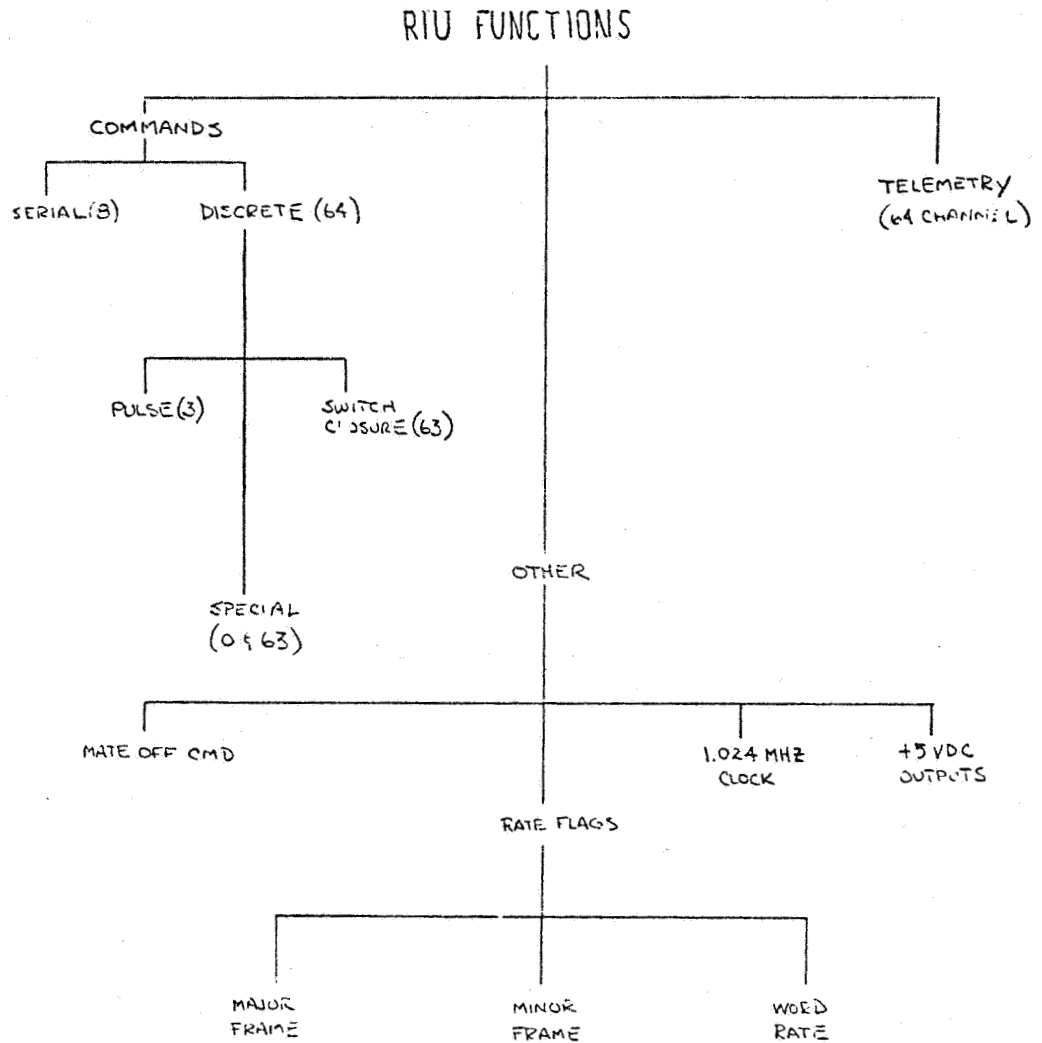 RIU FUNCTIONS
COMMANDS
SERIAL (8)
DISCRETE (64)
TELEMETRY
(64 CHANNEL)
PULSE (3)
SWITCH
CLOSURE (63)
OTHER
SPECIAL
(0 & 63)
MATE OFF CMD
1.024 MHZ
CLOCK
+5 VDC
OUTPUTS
RATE FLAGS
MAJOR
FRAME
MINOR
FRAME
WORD
RATE